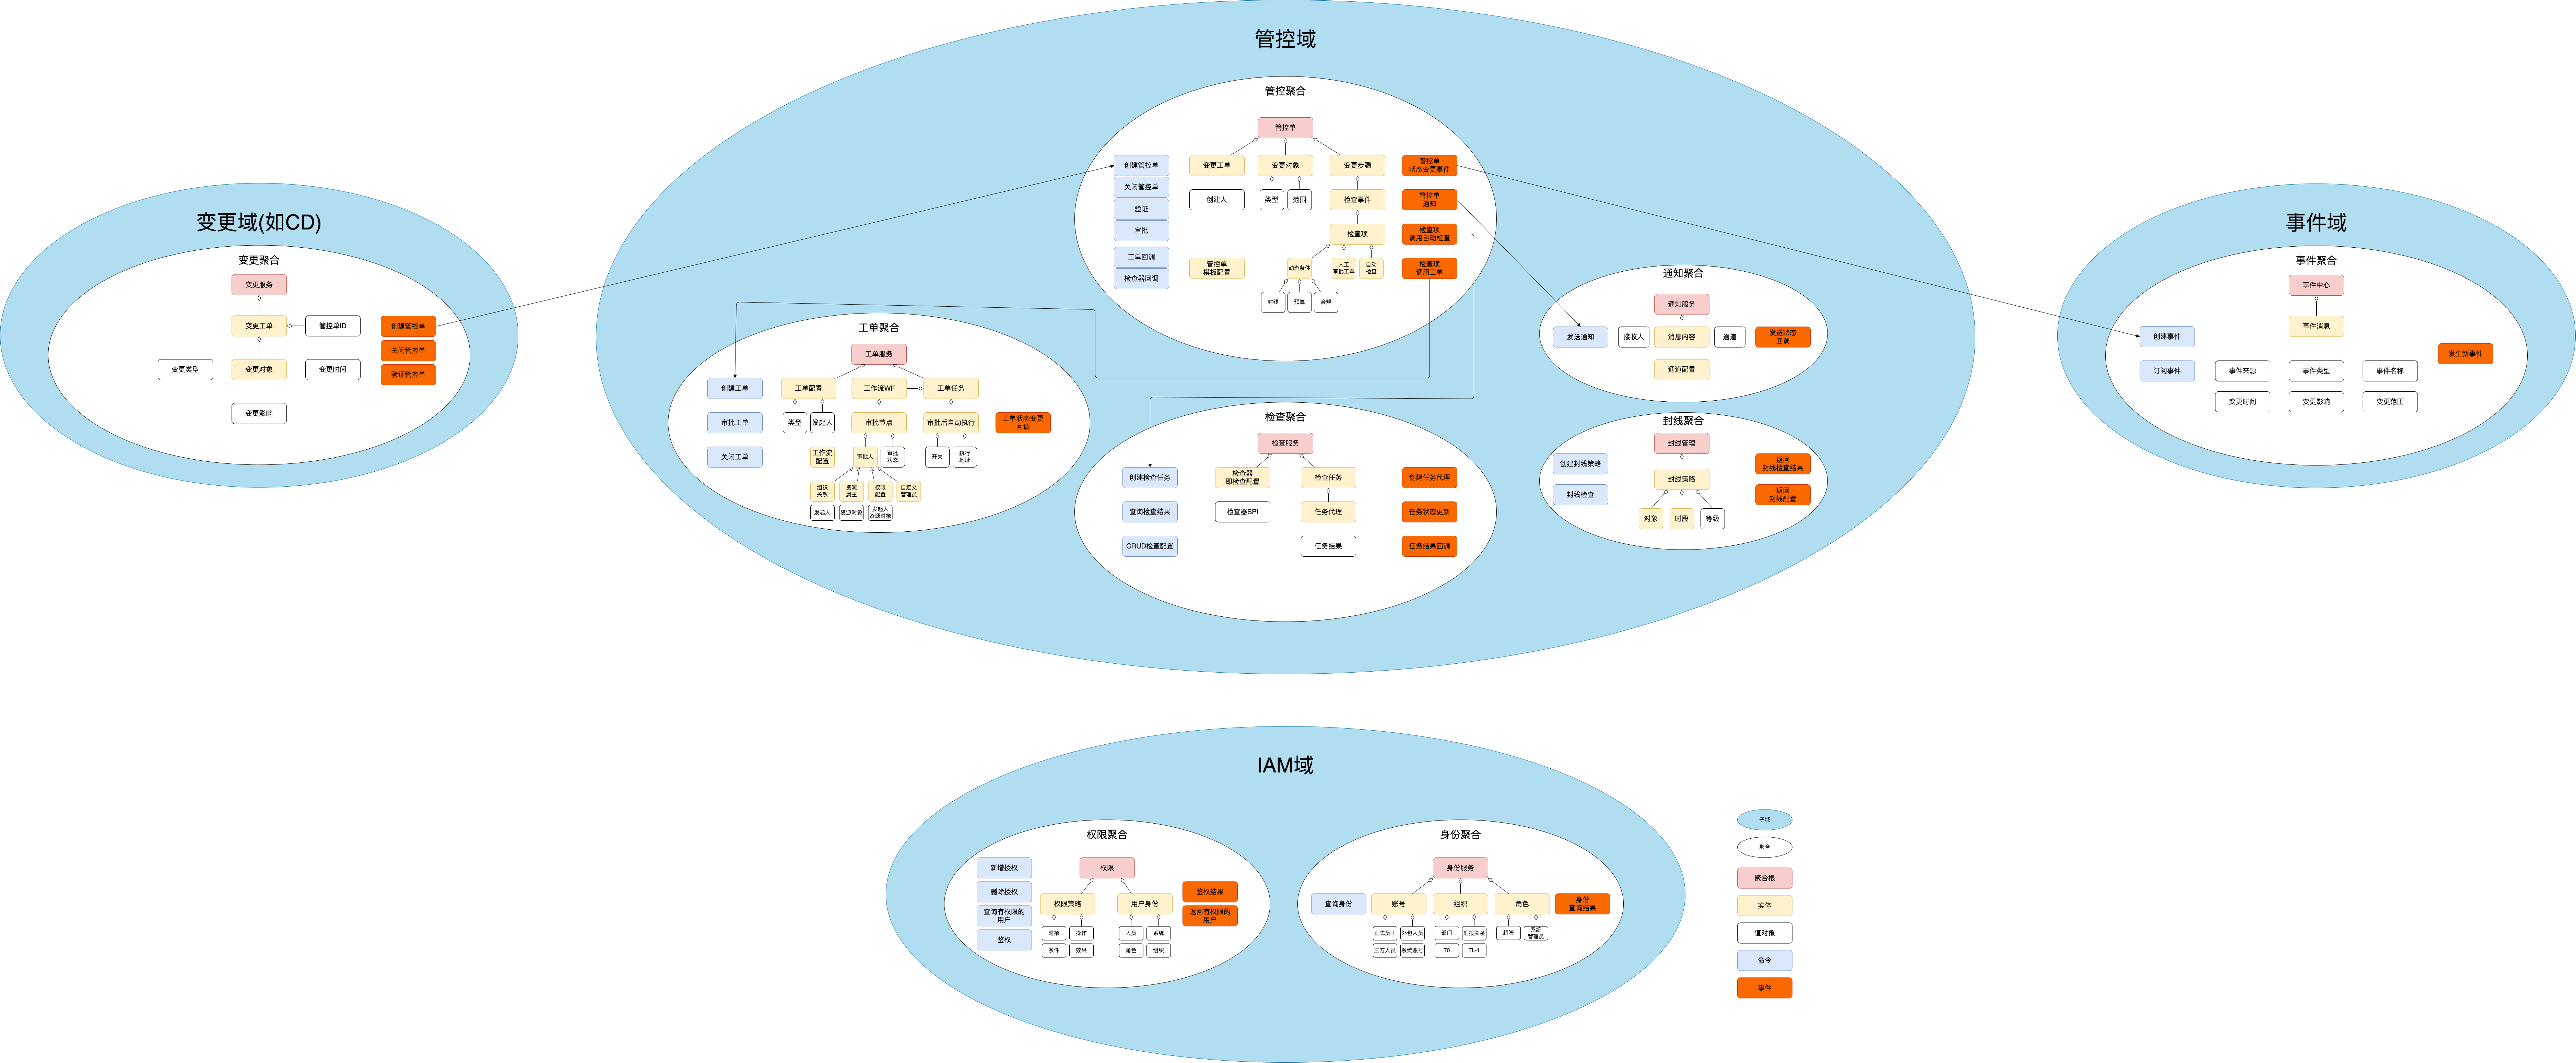 管控域
管控聚合
管控单
创建管控单
变更工单
变更对象
变更步骤
管控单
状态变更事件
关闭管控单
创建人
类型
范围
检查事件
管控单
通知
验证
审批
检查项
检查项
调用自动检查
工单回调
管控单
模板配置
动态条件
人工
审批工单
自动
检查
检查项
调用工单
检查器回调
封线
预算
合规
变更域(如CD)
变更聚合
变更服务
变更工单
管控单ID
创建管控单
关闭管控单
变更类型
变更对象
变更时间
验证管控单
变更影响
工单聚合
工单服务
创建工单
工单配置
工作流WF
工单任务
审批工单
类型
发起人
审批节点
审批后自动执行
工单状态变更
回调
关闭工单
工作流
配置
审批人
审批
状态
开关
执行
地址
组织
关系
资源
属主
权限
配置
自定义
管理员
发起人
资源对象
发起人
资源对象
检查聚合
检查服务
创建检查任务
检查器
即检查配置
检查任务
创建任务代理
查询检查结果
检查器SPI
任务代理
任务状态更新
CRUD检查配置
任务结果
任务结果回调
通知聚合
通知服务
发送通知
接收人
消息内容
通道
发送状态
回调
通道配置
封线聚合
封线管理
创建封线策略
返回
封线检查结果
封线策略
封线检查
返回
封线配置
对象
时段
等级
事件域
事件聚合
事件中心
创建事件
事件消息
发生新事件
订阅事件
事件来源
事件类型
事件名称
变更时间
变更影响
变更范围
IAM域
权限聚合
新增授权
权限
删除授权
鉴权结果
权限策略
用户身份
查询有权限的
用户
返回有权限的
用户
鉴权
对象
操作
人员
系统
条件
效果
角色
组织
身份聚合
身份服务
查询身份
账号
组织
角色
身份
查询结果
正式员工
外包人员
部门
汇报关系
超管
系统
管理员
三方人员
系统账号
T0
TL-1
子域
聚合
聚合根
实体
值对象
命令
事件